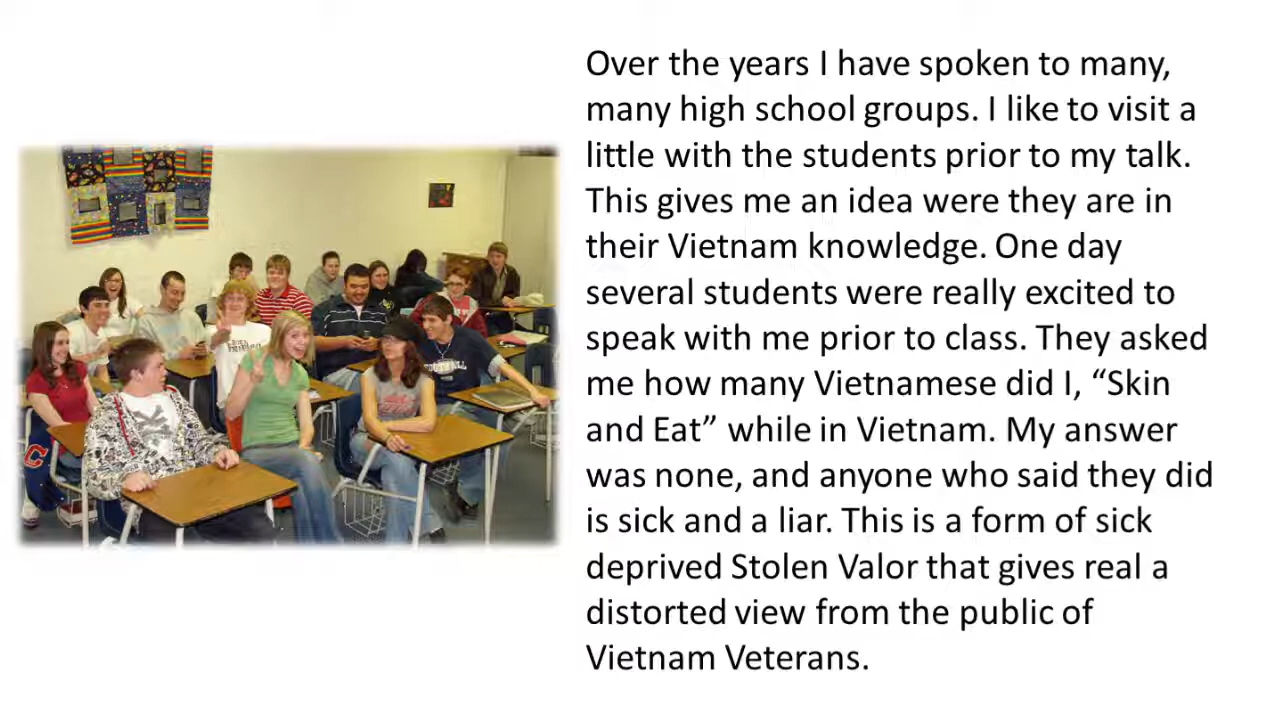 Over the years I have spoken to many,
many high school groups. I like to visit a
little with the students prior to my talk.
This gives me an idea were they are in
their Vietnam knowledge. One day
several students were really excited to
speak with me prior to class. They asked
me how many Vietnamese did I, “Skin
and Eat” while in Vietnam. My answer
was none, and anyone who said they did
is sick and a liar. This is a form of sick
deprived Stolen Valor that gives real a
distorted view from the public of
Vietnam Veterans.